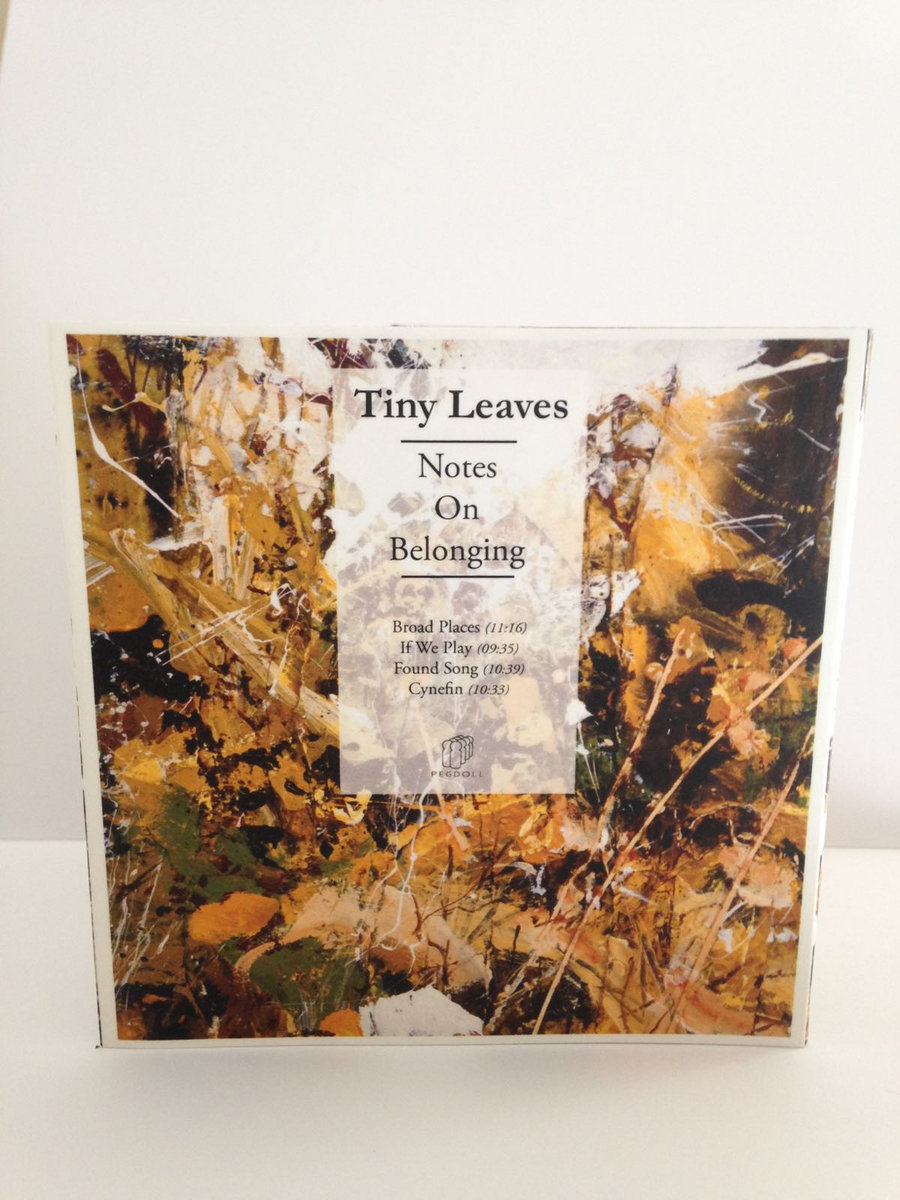 Tiny Leaves
Notes
On
Belonging
Broad Places (11:16)
If We Play (09:35)
Found Song (10:39)
Cynefin (10:33)
PEGDOLL